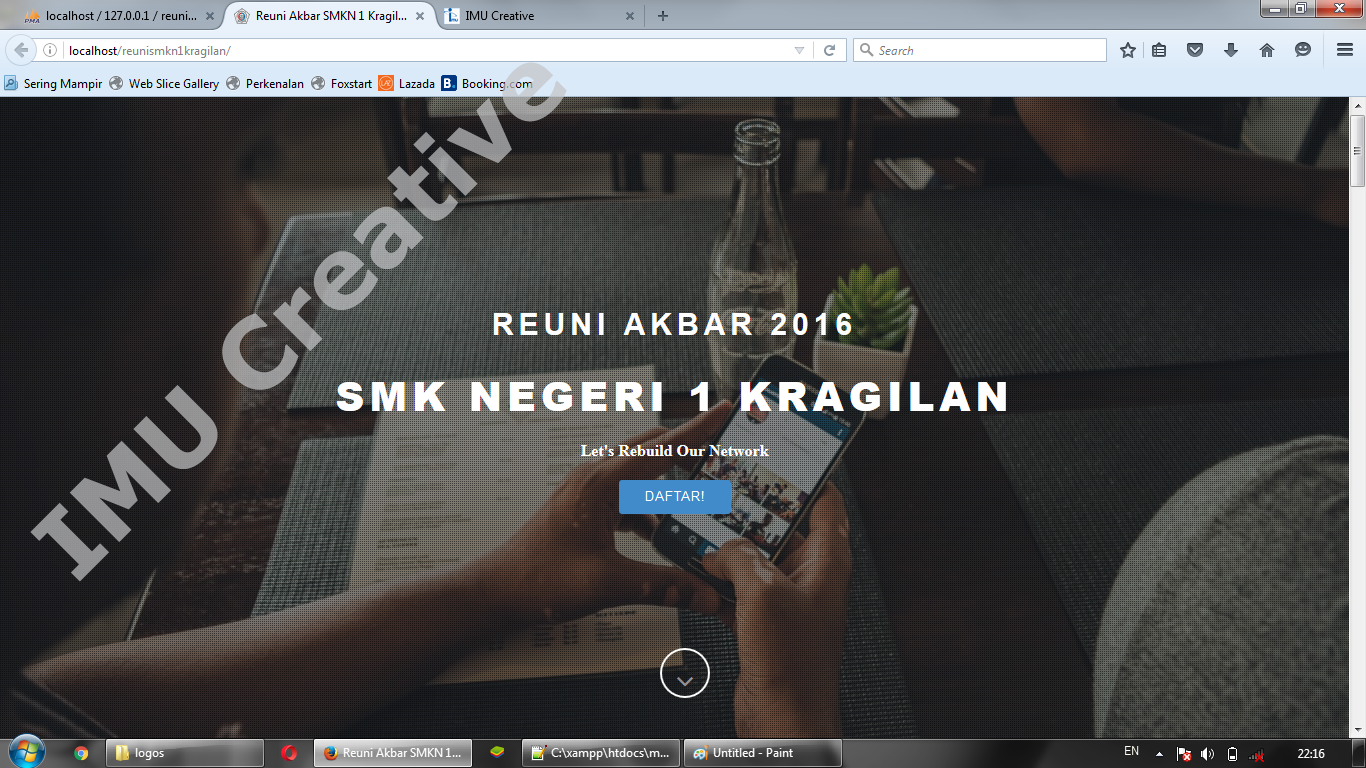 localhost / 127.0.0.1 / reuni...
Reuni Akbar SMKN 1 Kragil...
IMU Creative
localhost/reunismkn1kragilan/
Search
Sering Mampir
Web Slice Gallery
Perkenalan
Foxstart
Lazada
B.
Booking.com
IMU Creative
REUNI AKBAR 2016
SMK NEGERI 1 KRAGILAN
Let's Rebuild Our Network
DAFTAR!
logos
Reuni Akbar SMKN 1...
C:\xampp\htdocs\m...
Untitled - Paint
EN
22:16